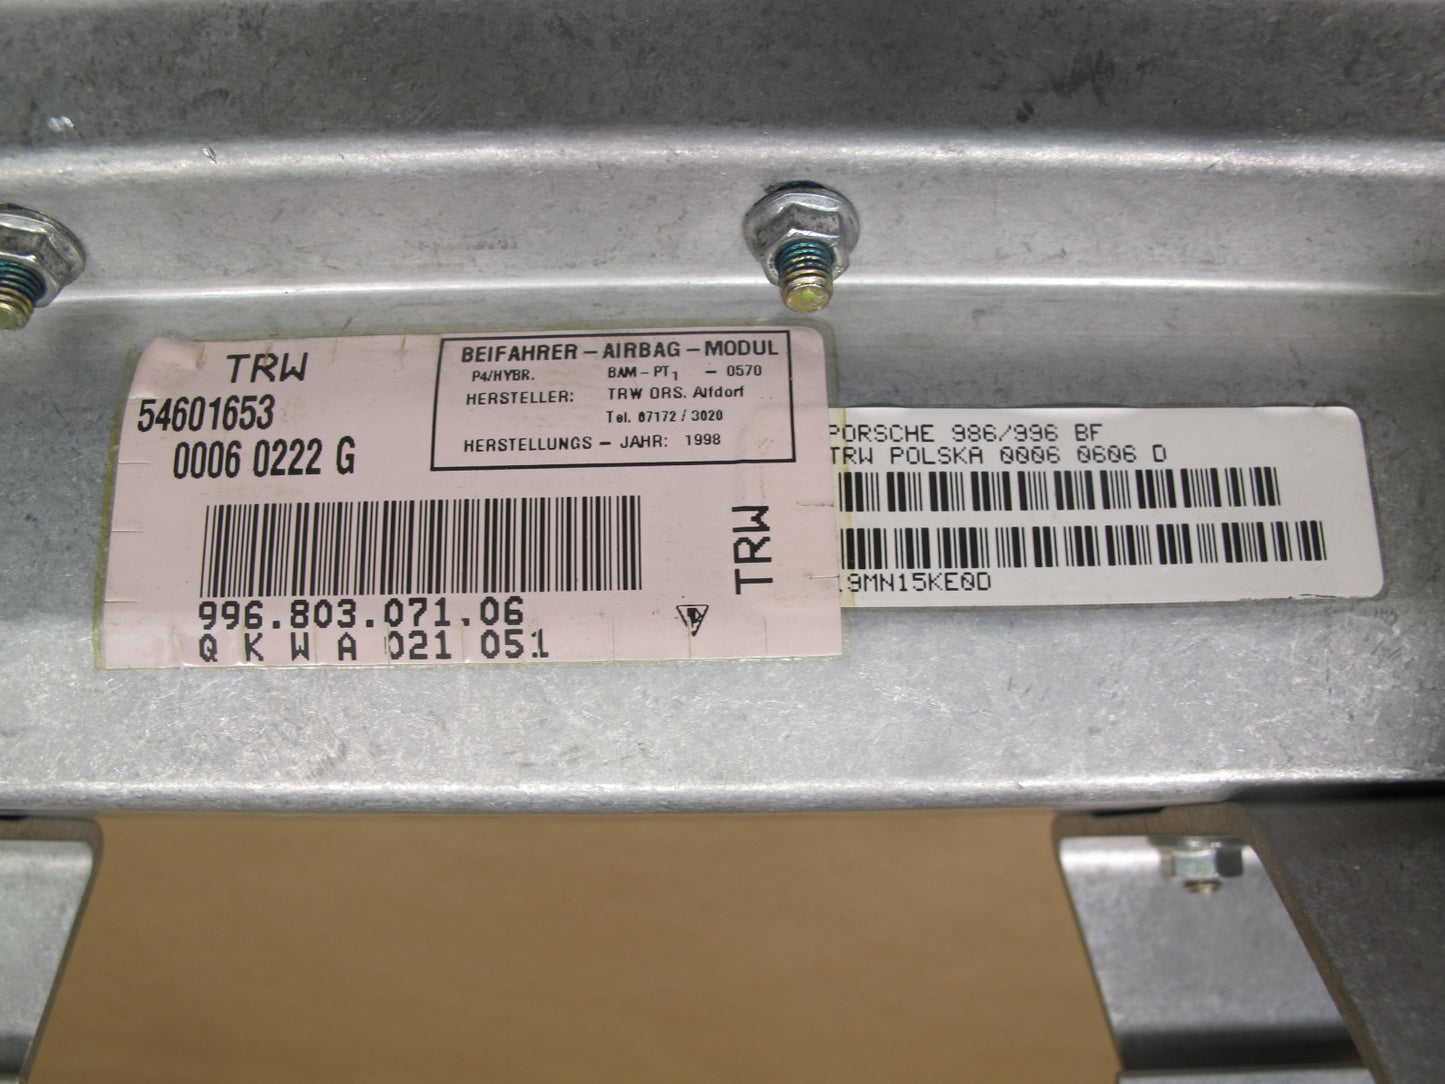 TRW
54601653
0006 0222 G
BEIFAHRER - AIRBAG - MODUL
P4/HYBR. BAM - PT1 - 0570
HERSTELLER: TRW ORS. Alfdorf
Tel. 07172 / 3020
HERSTELLUNGS - JAHR: 1998
TRW
996.803.071.06
Q K W A 021 051
PORSCHE 986/996 BF
TRW POLSKA 0006 0606 D
19MN15KE0D